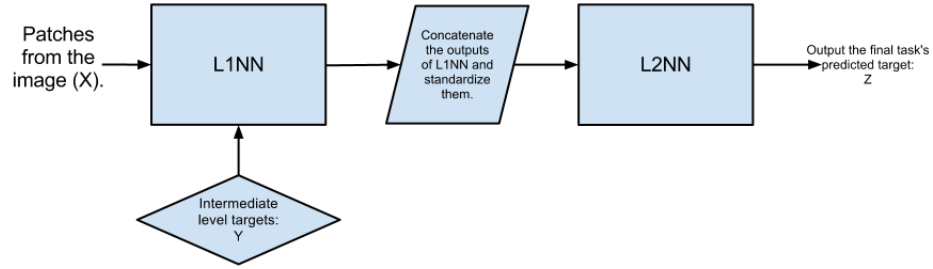 Patches
from the
image (X).
L1NN
Concatenate
the outputs
of L1NN and
standardize
them.
L2NN
Output the final task's
predicted target:
Z
Intermediate
level targets:
Y